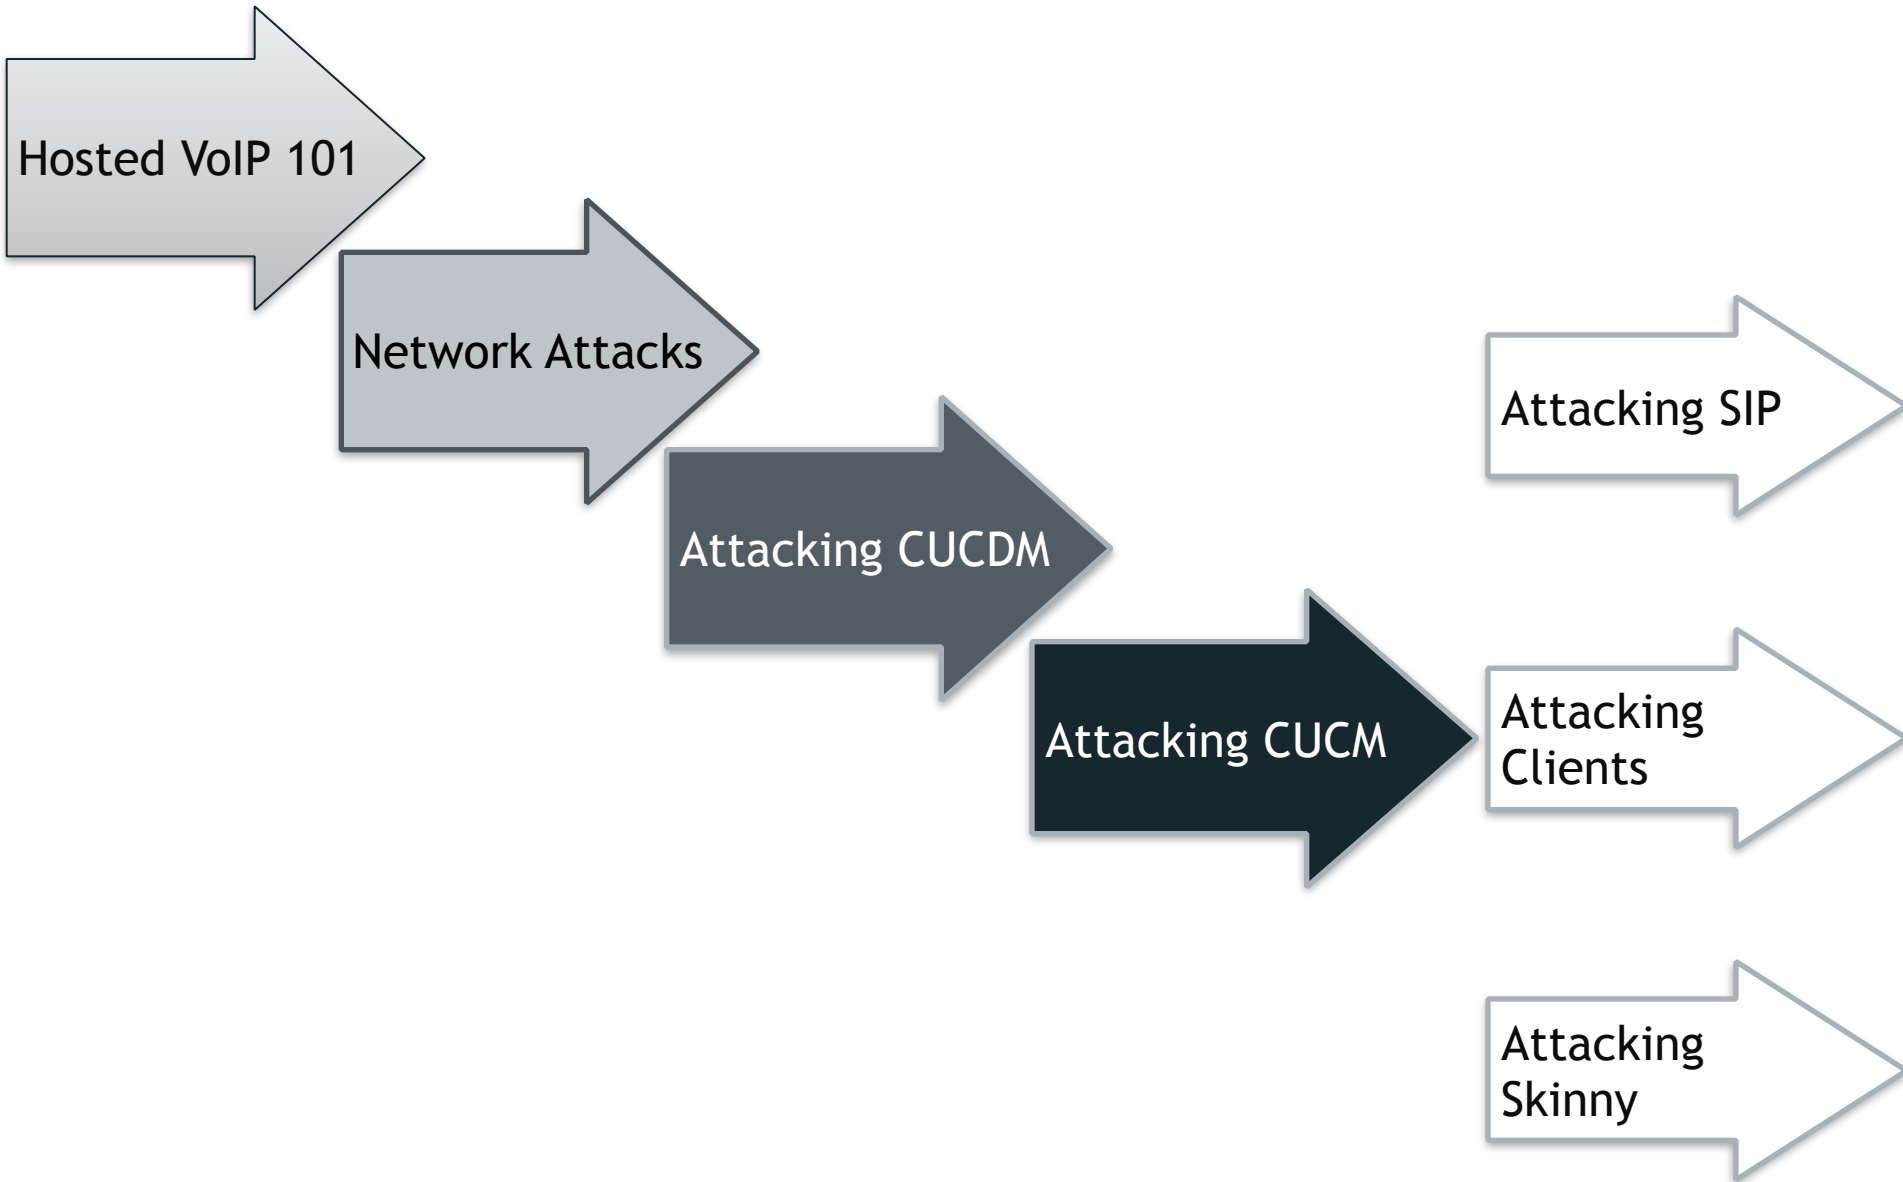 Hosted VoIP 101
Network Attacks
Attacking SIP
Attacking CUCDM
Attacking CUCM
Attacking
Clients
Attacking
Skinny